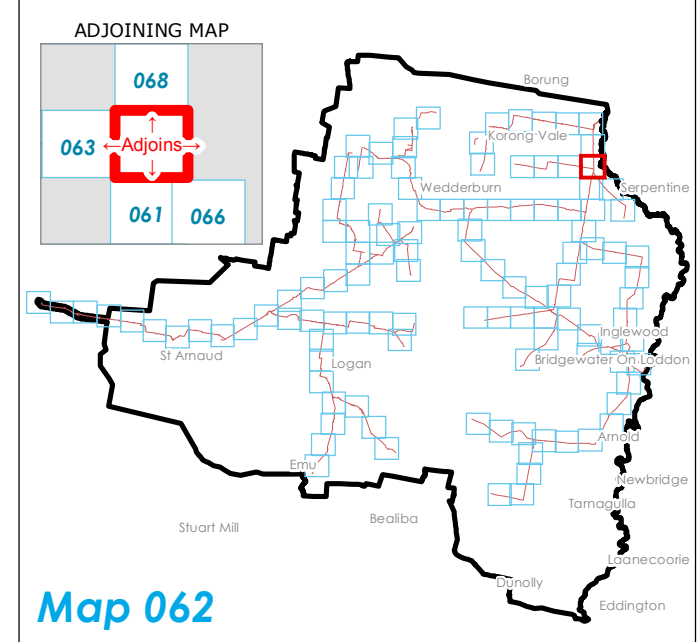 ADJOINING MAP
068
063
←Adjoins→
061 066
Borung
Korong Vale
Wedderburn
Serpentine
Inglewood
St Arnaud
Logan
Bridgewater On Loddon
Arnold
Emu
Newbridge
Tarnagulla
Stuart Mill
Bealiba
Laanecoorie
Dunolly
Eddington
Map 062